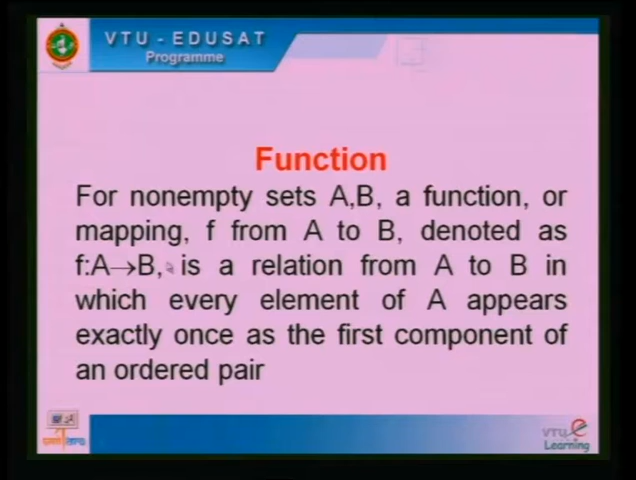 VTU - EDUSAT
Programme
Function
For nonempty sets A,B, a function, or
mapping, f from A to B, denoted as
f:A→B, is a relation from A to B in
which every element of A appears
exactly once as the first component of
an ordered pair
VTU e
Learning